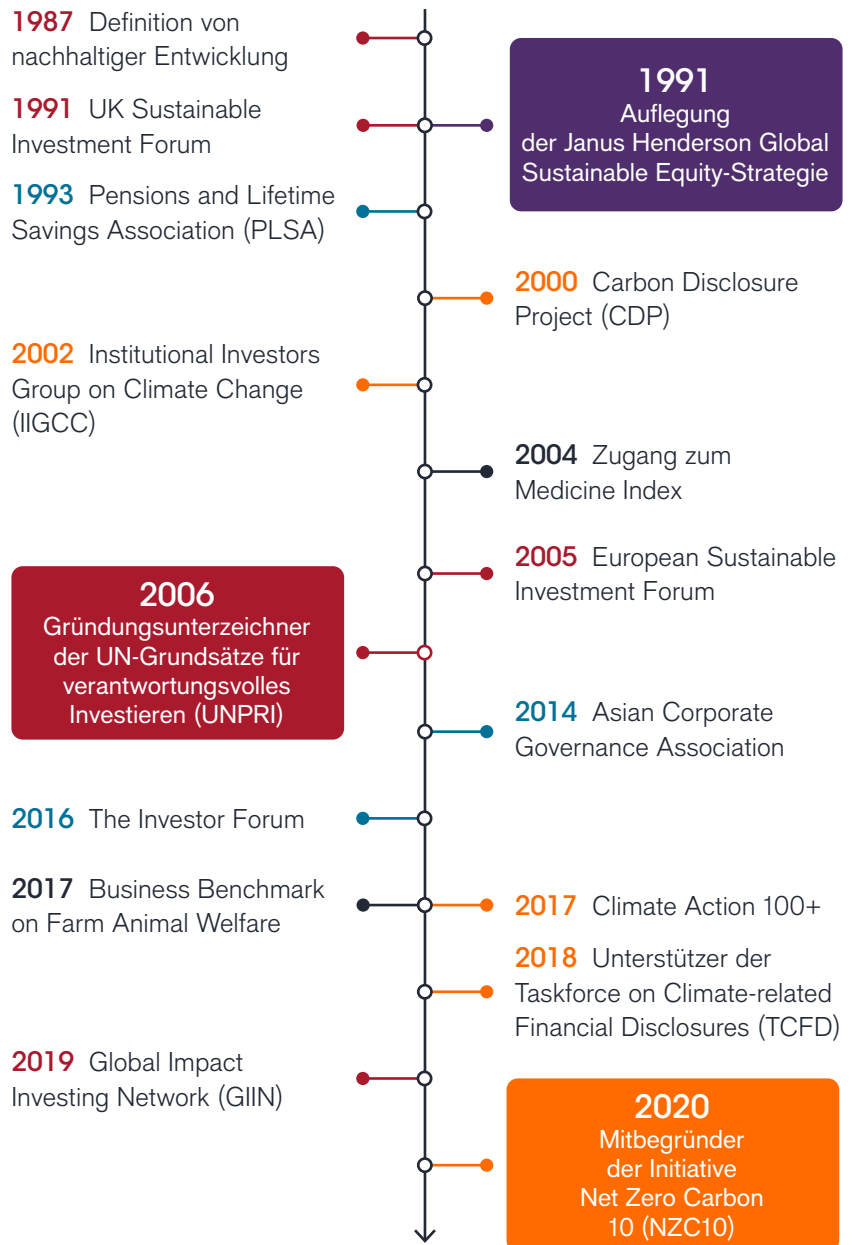 1987 Definition von
nachhaltiger Entwicklung
1991 UK Sustainable
Investment Forum
1991
Auflegung
der Janus Henderson Global
Sustainable Equity-Strategie
1993 Pensions and Lifetime
Savings Association (PLSA)
2000 Carbon Disclosure
Project (CDP)
2002 Institutional Investors
Group on Climate Change
(IIGCC)
2004 Zugang zum
Medicine Index
2005 European Sustainable
Investment Forum
2006
Gründungsunterzeichner
der UN-Grundsätze für
verantwortungsvolles
Investieren (UNPRI)
2014 Asian Corporate
Governance Association
2016 The Investor Forum
2017 Business Benchmark
on Farm Animal Welfare
2017 Climate Action 100+
2018 Unterstützer der
Taskforce on Climate-related
Financial Disclosures (TCFD)
2019 Global Impact
Investing Network (GIIN)
2020
Mitbegründer
der Initiative
Net Zero Carbon
10 (NZC10)